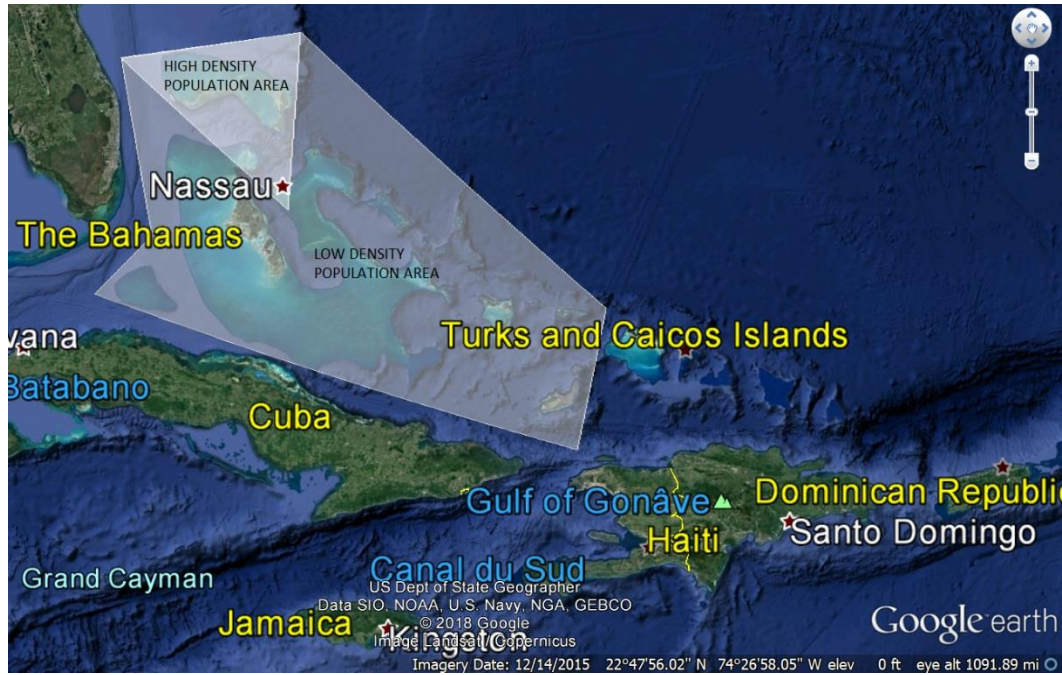 HIGH DENSITY
POPULATION AREA
Nassau
The Bahamas
LOW DENSITY
POPULATION AREA
Turks and Caicos Islands
vana
Batabano
Cuba
Gulf of Gonâve
Dominican Republic
Haiti
Santo Domingo
Canal du Sud
Grand Cayman
US Dept of State Geographer
Data SIO, NOAA, U.S. Navy, NGA, GEBCO
© 2018 Google
Image Landsat / Copernicus
Jamaica
Kingston
Google earth
Imagery Date: 12/14/2015 22°47'56.02" N 74°26'58.05" W elev 0 ft eye alt 1091.89 mi